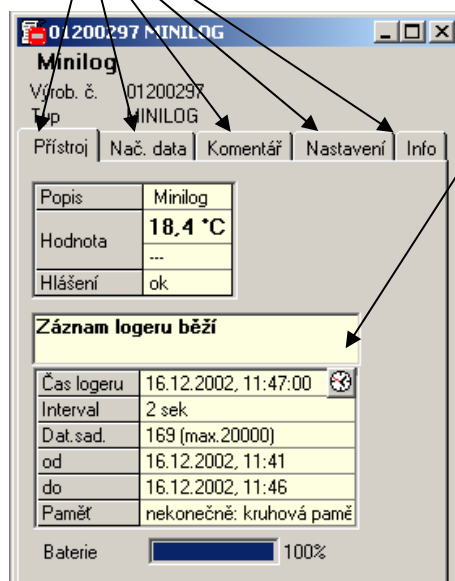 01200297 MINILOG
Minilog
Výrob. č. 01200297
Typ MINILOG
Přístroj Nač. data Komentář Nastavení Info
Popis Minilog
Hodnota 18,4 °C
---
Hlášení ok
Záznam logeru běží
Čas logeru 16.12.2002, 11:47:00
Interval 2 sek
Dat.sad. 169 (max.20000)
od 16.12.2002, 11:41
do 16.12.2002, 11:46
Paměť nekonečně: kruhová pamě
Baterie 100%